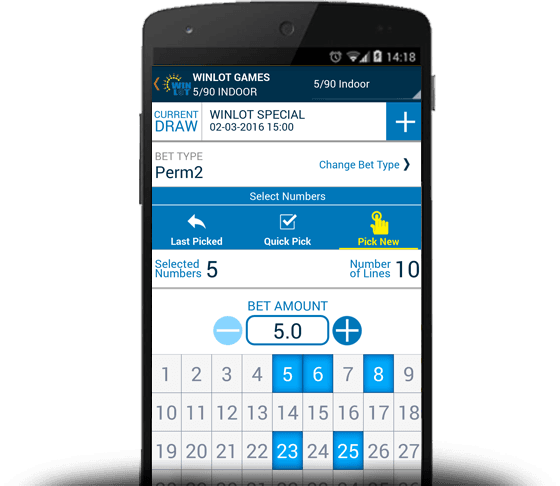 14:18
WIN LOT
WINLOT GAMES
5/90 INDOOR
5/90 Indoor
CURRENT DRAW
WINLOT SPECIAL
02-03-2016 15:00
BET TYPE
Perm2
Change Bet Type
Select Numbers
Last Picked Quick Pick Pick New
Selected Numbers 5
Number of Lines 10
BET AMOUNT
5.0
1 2 3 4 5 6 7 8 9
10 11 12 13 14 15 16 17 18
19 20 21 22 23 24 25 26 27